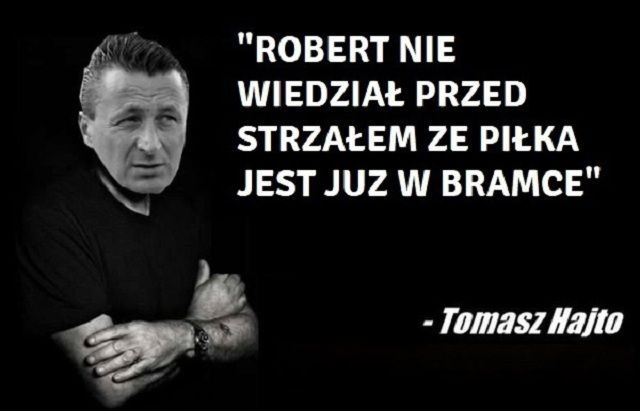 "ROBERT NIE
WIEDZIAŁ PRZED
STRZAŁEM ZE PIŁKA
JEST JUZ W BRAMCE"
- Tomasz Hajto